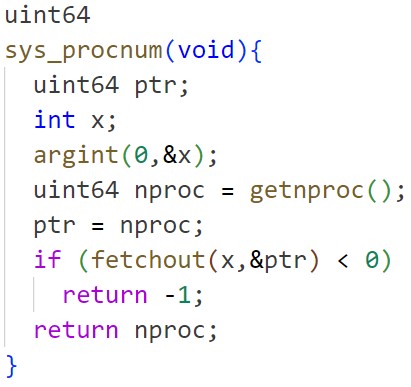 uint64
sys_procnum(void){
  uint64 ptr;
  int x;
  argint(0,&x);
  uint64 nproc = getnproc();
  ptr = nproc;
  if (fetchout(x,&ptr) < 0)
    return -1;
  return nproc;
}